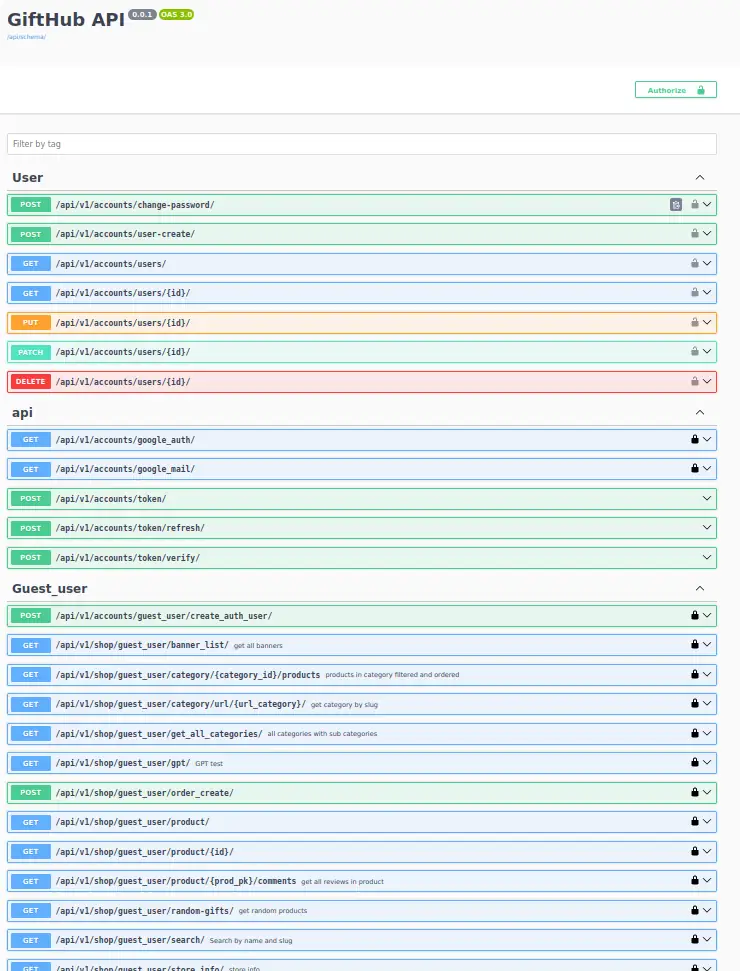 GiftHub API 0.0.1 OAS 3.0
/api/schema/
Authorize
Filter by tag
User
POST /api/v1/accounts/change-password/
POST /api/v1/accounts/user-create/
GET /api/v1/accounts/users/
GET /api/v1/accounts/users/{id}/
PUT /api/v1/accounts/users/{id}/
PATCH /api/v1/accounts/users/{id}/
DELETE /api/v1/accounts/users/{id}/
api
GET /api/v1/accounts/google_auth/
GET /api/v1/accounts/google_mail/
POST /api/v1/accounts/token/
POST /api/v1/accounts/token/refresh/
POST /api/v1/accounts/token/verify/
Guest_user
POST /api/v1/accounts/guest_user/create_auth_user/
GET /api/v1/shop/guest_user/banner_list/ get all banners
GET /api/v1/shop/guest_user/category/{category_id}/products products in category filtered and ordered
GET /api/v1/shop/guest_user/category/url/{url_category}/ get category by slug
GET /api/v1/shop/guest_user/get_all_categories/ all categories with sub categories
GET /api/v1/shop/guest_user/gpt/ GPT test
POST /api/v1/shop/guest_user/order_create/
GET /api/v1/shop/guest_user/product/
GET /api/v1/shop/guest_user/product/{id}/
GET /api/v1/shop/guest_user/product/{prod_pk}/comments get all reviews in product
GET /api/v1/shop/guest_user/random-gifts/ get random products
GET /api/v1/shop/guest_user/search/ Search by name and slug
GET /api/v1/shop/guest_user/store_info/ store info